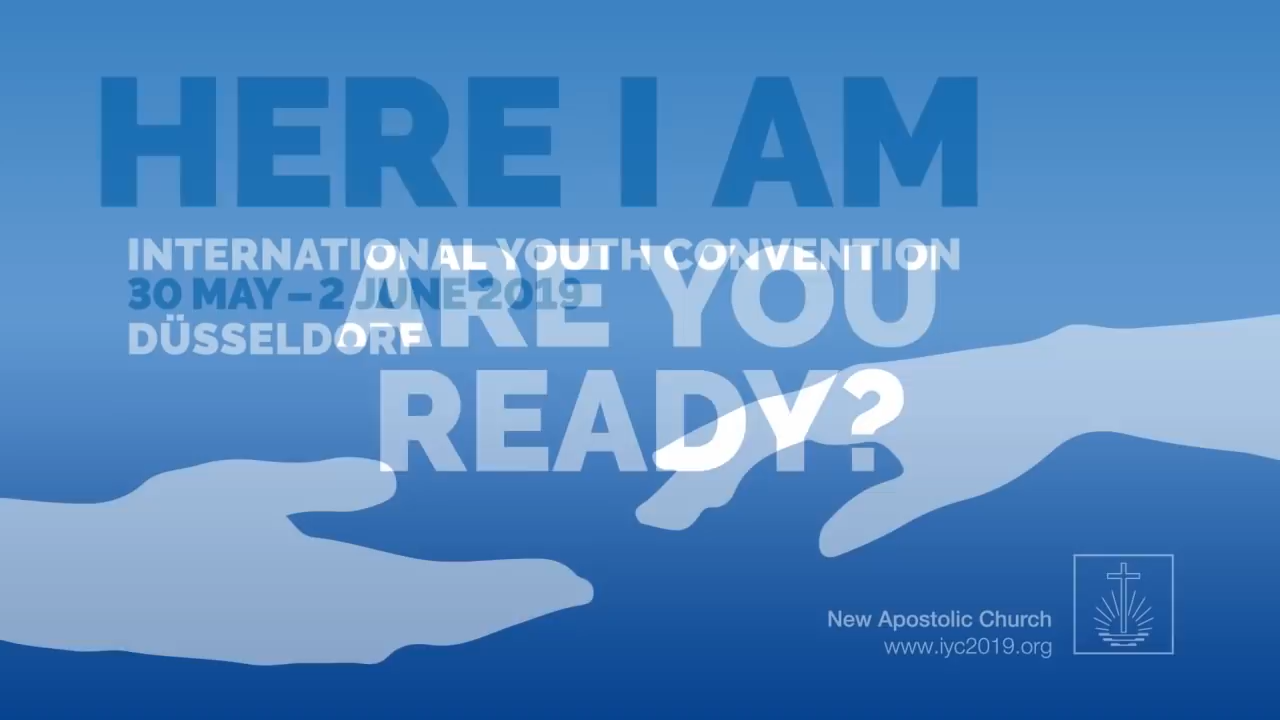 HERE I AM
INTERNATIONAL YOUTH CONVENTION
30 MAY – 2 JUNE 2019
DÜSSELDORF
ARE YOU
READY?
New Apostolic Church
www.iyc2019.org